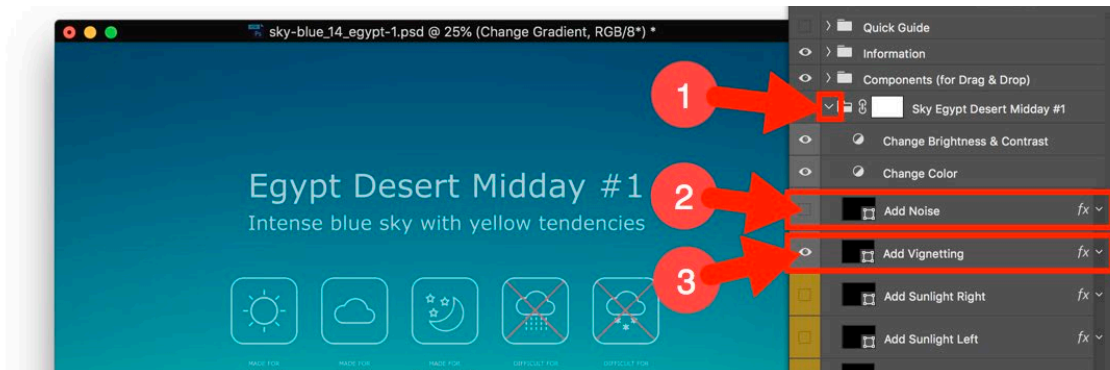 sky-blue_14_egypt-1.psd @ 25% (Change Gradient, RGB/8*) *
Egypt Desert Midday #1
Intense blue sky with yellow tendencies
MADE FOR
MADE FOR
MADE FOR
DIFFICULT FOR
DIFFICULT FOR
1
2
3
Quick Guide
Information
Components (for Drag & Drop)
Sky Egypt Desert Midday #1
Change Brightness & Contrast
Change Color
Add Noise fx
Add Vignetting fx
Add Sunlight Right fx
Add Sunlight Left fx